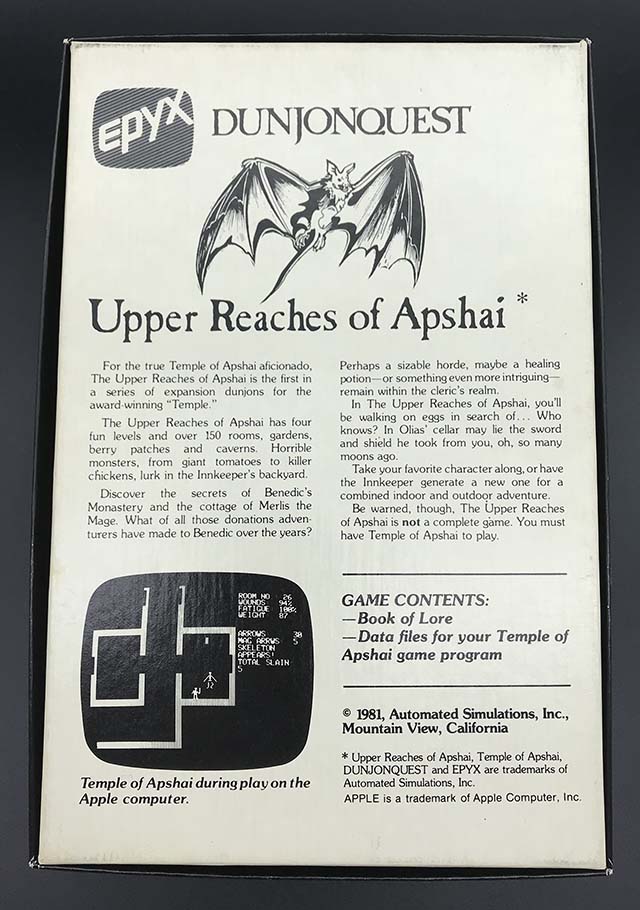 EPYX
DUNJONQUEST
Upper Reaches of Apshai *
For the true Temple of Apshai aficionado,
The Upper Reaches of Apshai is the first in
a series of expansion dunjons for the
award-winning “Temple.”
The Upper Reaches of Apshai has four
fun levels and over 150 rooms, gardens,
berry patches and caverns. Horrible
monsters, from giant tomatoes to killer
chickens, lurk in the Innkeeper's backyard.
Discover the secrets of Benedic's
Monastery and the cottage of Merlis the
Mage. What of all those donations adven-
turers have made to Benedic over the years?
Perhaps a sizable horde, maybe a healing
potion—or something even more intriguing—
remain within the cleric's realm.
In The Upper Reaches of Apshai, you'll
be walking on eggs in search of... Who
knows? In Olias' cellar may lie the sword
and shield he took from you, oh, so many
moons ago.
Take your favorite character along, or have
the Innkeeper generate a new one for a
combined indoor and outdoor adventure.
Be warned, though, The Upper Reaches
of Apshai is not a complete game. You must
have Temple of Apshai to play.
ROOM NO 26
WOUNDS 94%
FATIGUE 100%
WEIGHT 87
ARROWS 30
MAG ARRWS 5
SKELETON
APPEARS!
TOTAL SLAIN
5
Temple of Apshai during play on the
Apple computer.
GAME CONTENTS:
—Book of Lore
—Data files for your Temple of
Apshai game program
© 1981, Automated Simulations, Inc.,
Mountain View, California
* Upper Reaches of Apshai, Temple of Apshai,
DUNJONQUEST and EPYX are trademarks of
Automated Simulations, Inc.
APPLE is a trademark of Apple Computer, Inc.